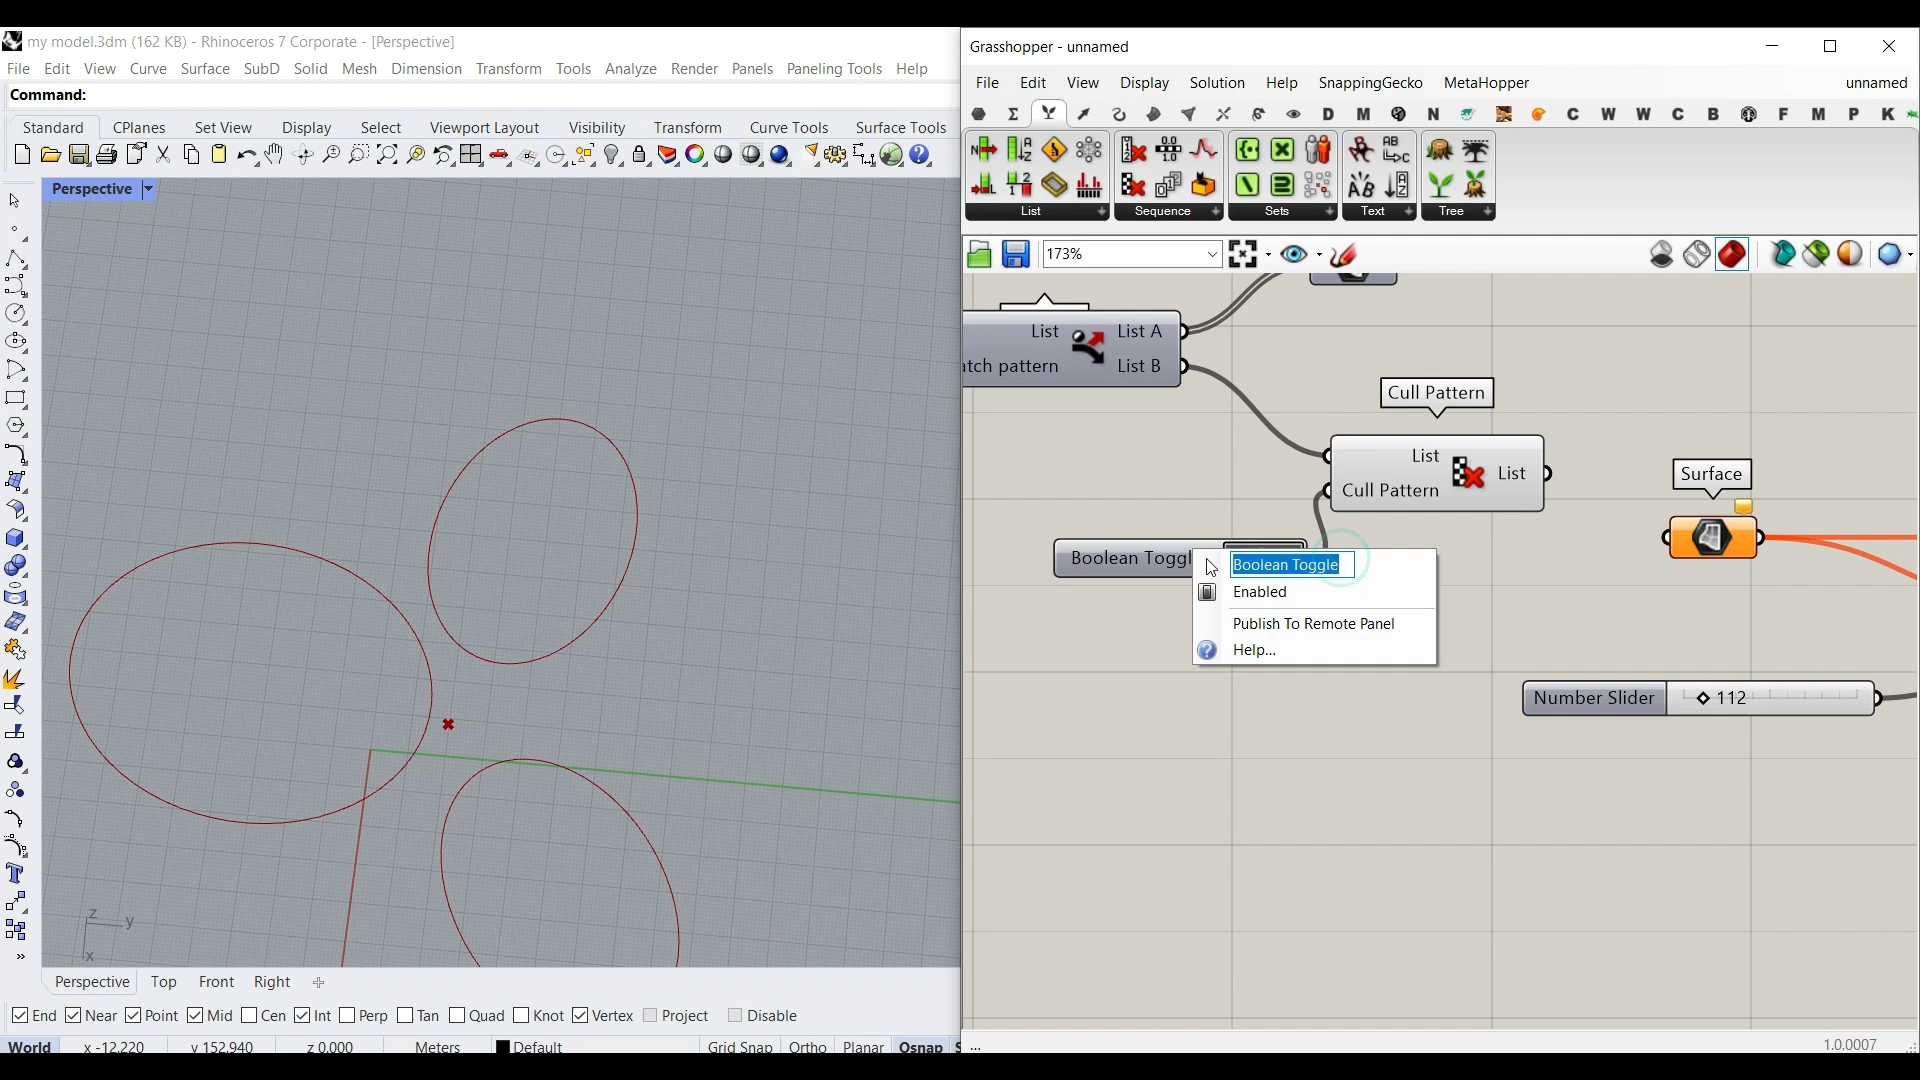 my model.3dm (162 KB) - Rhinoceros 7 Corporate - [Perspective]
File Edit View Curve Surface SubD Solid Mesh Dimension Transform Tools Analyze Render Panels Paneling Tools Help
Command:
Standard CPlanes Set View Display Select Viewport Layout Visibility Transform Curve Tools Surface Tools
Perspective
z
y
x
Perspective Top Front Right
End Near Point Mid Cen Int Perp Tan Quad Knot Vertex Project Disable
World x -12.220 y 152.940 z 0.000 Meters Default Grid Snap Ortho Planar Osnap S
Grasshopper - unnamed
File Edit View Display Solution Help SnappingGecko MetaHopper unnamed
D M N C W W C B F M P K
List Sequence Sets Text Tree
173%
List List A
atch pattern List B
Cull Pattern
List List
Cull Pattern
Surface
Boolean Toggl
Boolean Toggle
Enabled
Publish To Remote Panel
Help...
Number Slider 112
... 1.0.0007